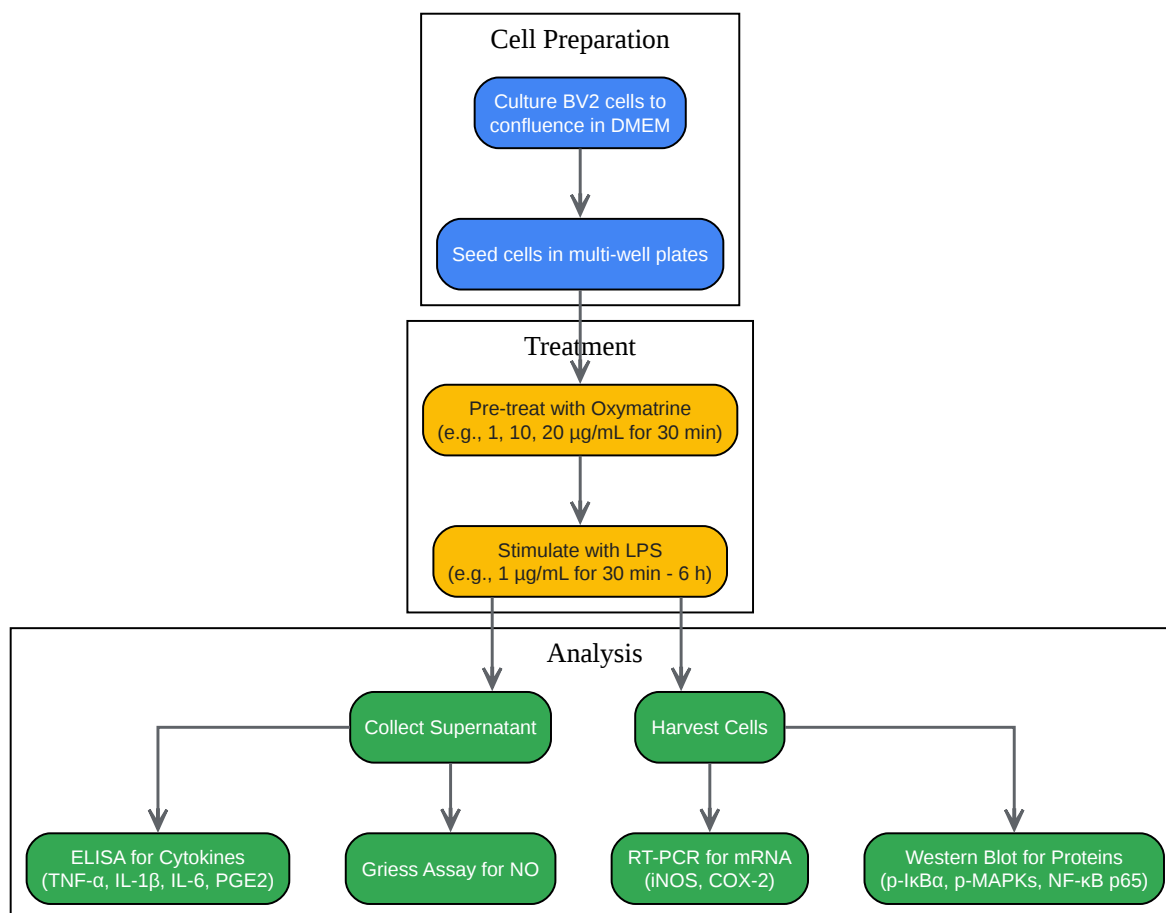 Cell Preparation
Culture BV2 cells to
confluence in DMEM
Seed cells in multi-well plates
Treatment
Pre-treat with Oxymatrine
(e.g., 1, 10, 20 µg/mL for 30 min)
Stimulate with LPS
(e.g., 1 µg/mL for 30 min - 6 h)
Analysis
Collect Supernatant
Harvest Cells
ELISA for Cytokines
(TNF-α, IL-1β, IL-6, PGE2)
Griess Assay for NO
RT-PCR for mRNA
(iNOS, COX-2)
Western Blot for Proteins
(p-IκBα, p-MAPKs, NF-κB p65)